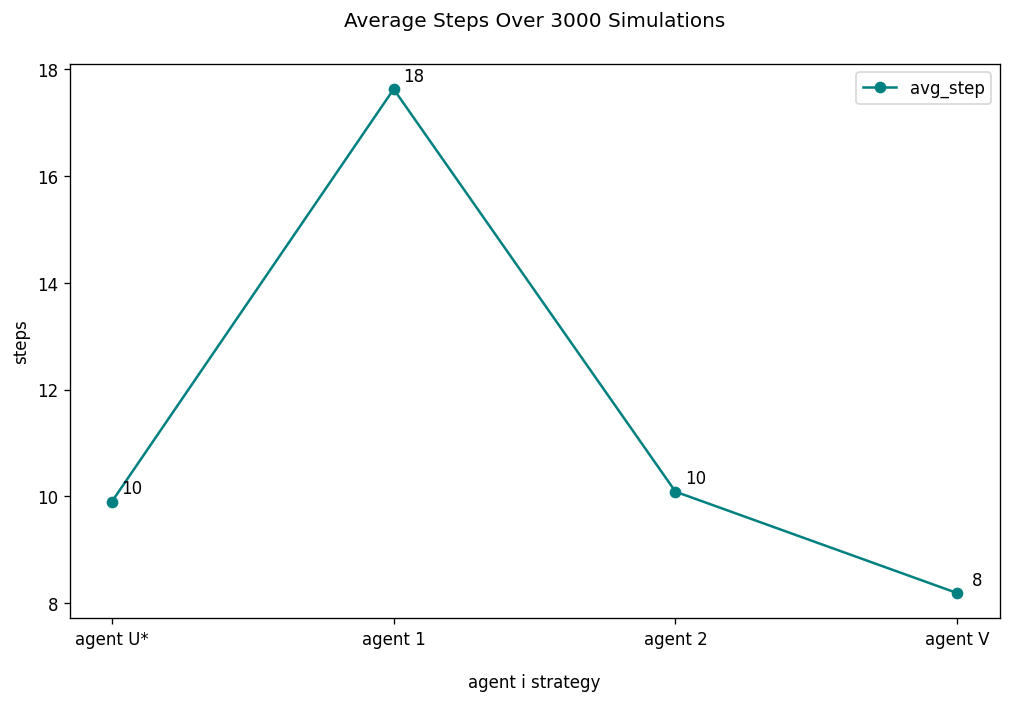 Average Steps Over 3000 Simulations
18
16
14
12
10
8
steps
avg_step
10
18
10
8
agent U*
agent 1
agent 2
agent V
agent i strategy